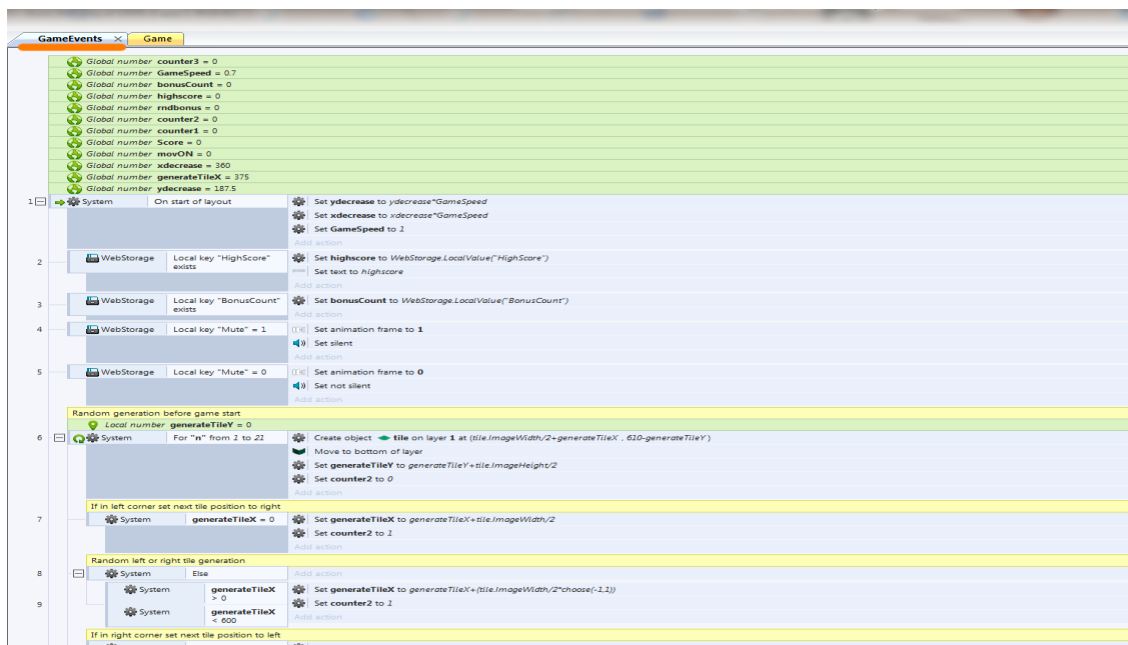 GameEvents × Game
Global number counter3 = 0
Global number GameSpeed = 0.7
Global number bonusCount = 0
Global number highscore = 0
Global number rndbonus = 0
Global number counter2 = 0
Global number counter1 = 0
Global number Score = 0
Global number movON = 0
Global number xdecrease = 360
Global number generateTileX = 375
Global number ydecrease = 187.5
1 System On start of layout Set ydecrease to ydecrease*GameSpeed
Set xdecrease to xdecrease*GameSpeed
Set GameSpeed to 1
Add action
2 WebStorage Local key "HighScore" exists Set highscore to WebStorage.LocalValue("HighScore")
Set text to highscore
Add action
3 WebStorage Local key "BonusCount" exists Set bonusCount to WebStorage.LocalValue("BonusCount")
Add action
4 WebStorage Local key "Mute" = 1 Set animation frame to 1
Set silent
Add action
5 WebStorage Local key "Mute" = 0 Set animation frame to 0
Set not silent
Add action
Random generation before game start
Local number generateTileY = 0
6 System For "n" from 1 to 21 Create object tile on layer 1 at (tile.ImageWidth/2+generateTileX , 610-generateTileY )
Move to bottom of layer
Set generateTileY to generateTileY+tile.ImageHeight/2
Set counter2 to 0
Add action
If in left corner set next tile position to right
7 System generateTileX = 0 Set generateTileX to generateTileX+tile.ImageWidth/2
Set counter2 to 1
Add action
Random left or right tile generation
8 System Else Add action
9 System generateTileX > 0 Set generateTileX to generateTileX+(tile.ImageWidth/2*choose(-1,1))
Set counter2 to 1
System generateTileX < 600 Add action
If in right corner set next tile position to left